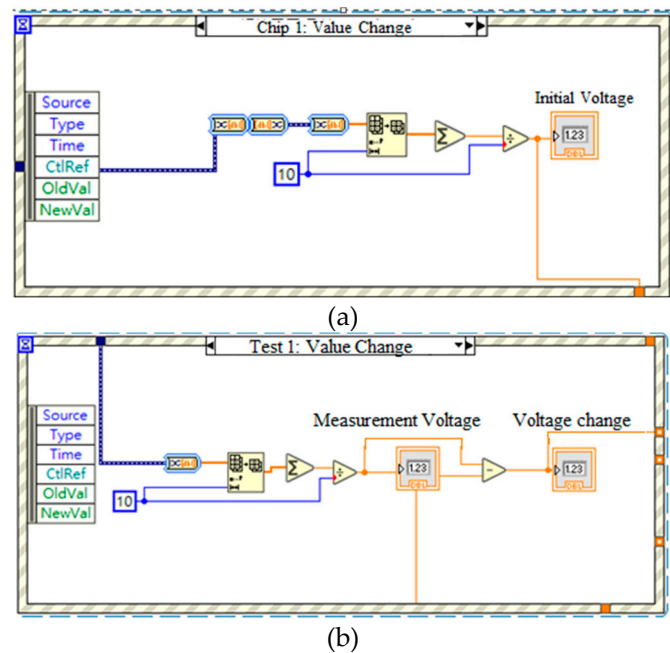 Chip 1: Value Change
Source
Type
Time
CtlRef
OldVal
NewVal
10
Σ
÷
Initial Voltage
1.23
DBL
(a)
Test 1: Value Change
Source
Type
Time
CtlRef
OldVal
NewVal
10
Σ
÷
Measurement Voltage
1.23
−
Voltage change
1.23
(b)